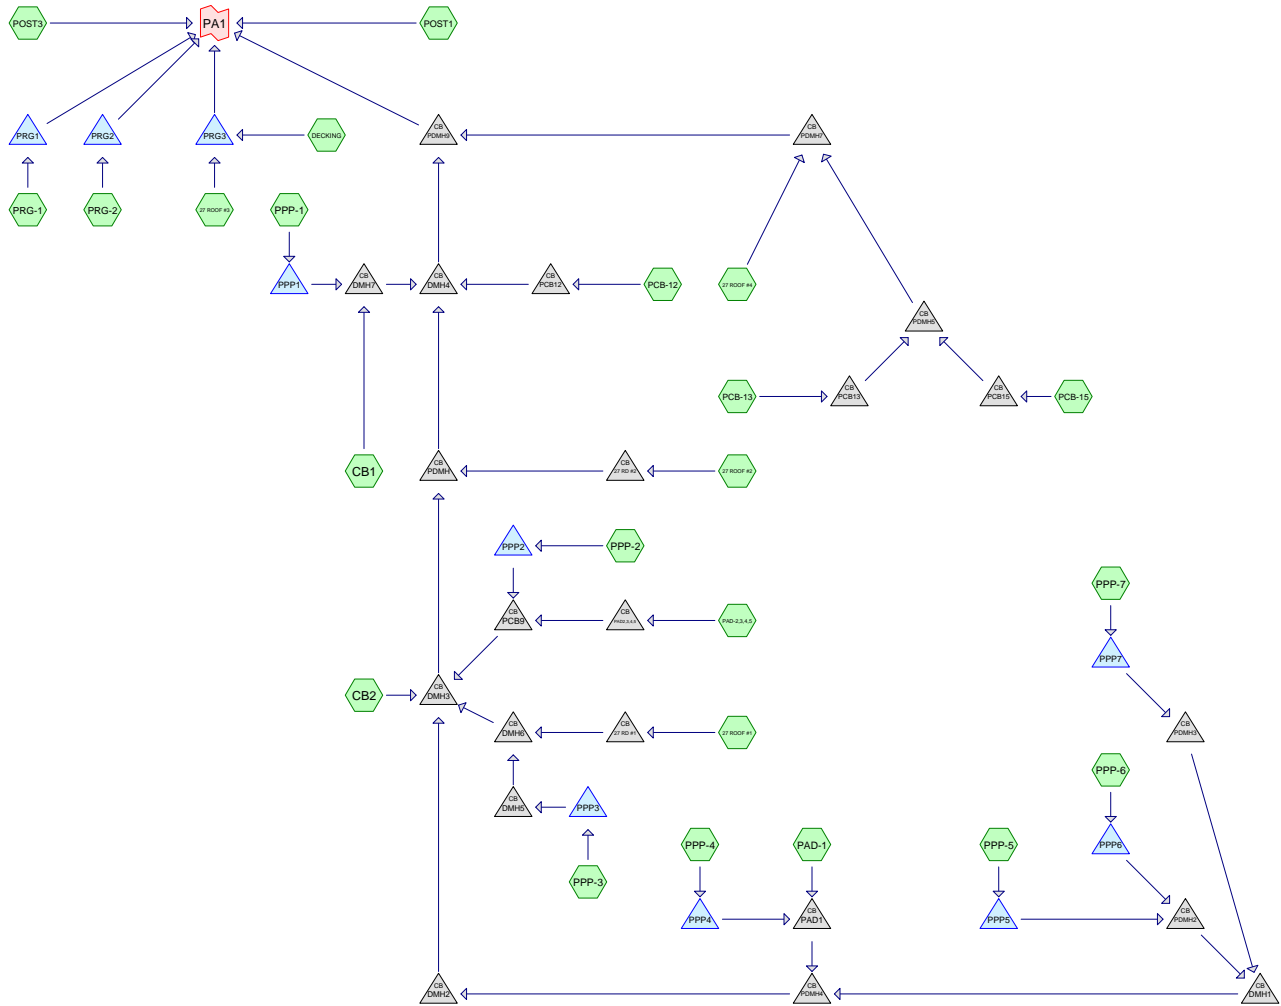 POST3
PA1
POST1
PRG1
PRG2
PRG3
DECKING
CB
PDMH9
CB
PDMH7
PRG-1
PRG-2
27 ROOF #3
PPP-1
PPP1
CB
DMH7
CB
DMH4
CB
PCB12
PCB-12
27 ROOF #4
CB
PDMH5
PCB-13
CB
PCB13
CB
PCB15
PCB-15
CB1
CB
PDMH
CB
27 RD #2
27 ROOF #2
PPP2
PPP-2
PPP-7
CB
PCB9
CB
PAD2,3,4,5
PAD-2,3,4,5
PPP7
CB2
CB
DMH3
CB
DMH6
CB
27 RD #1
27 ROOF #1
CB
PDMH3
PPP-6
CB
DMH5
PPP3
PPP-4
PAD-1
PPP-5
PPP6
PPP-3
PPP4
CB
PAD1
PPP5
CB
PDMH2
CB
DMH2
CB
PDMH4
CB
DMH1